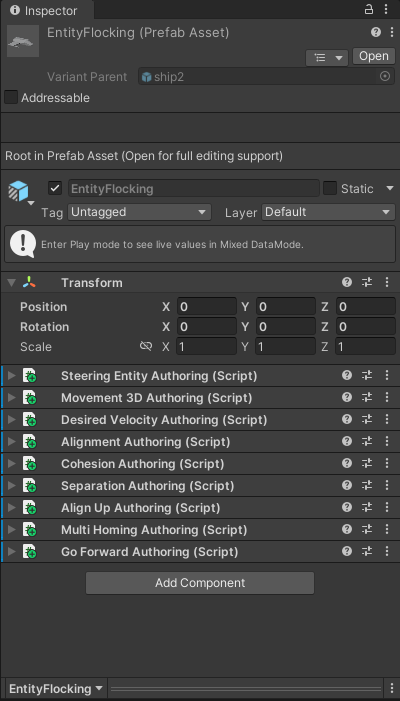 Inspector
EntityFlocking (Prefab Asset)
Open
Variant Parent ship2
Addressable
Root in Prefab Asset (Open for full editing support)
EntityFlocking Static
Tag Untagged Layer Default
Enter Play mode to see live values in Mixed DataMode.
Transform
Position X 0 Y 0 Z 0
Rotation X 0 Y 0 Z 0
Scale X 1 Y 1 Z 1
Steering Entity Authoring (Script)
Movement 3D Authoring (Script)
Desired Velocity Authoring (Script)
Alignment Authoring (Script)
Cohesion Authoring (Script)
Separation Authoring (Script)
Align Up Authoring (Script)
Multi Homing Authoring (Script)
Go Forward Authoring (Script)
Add Component
EntityFlocking